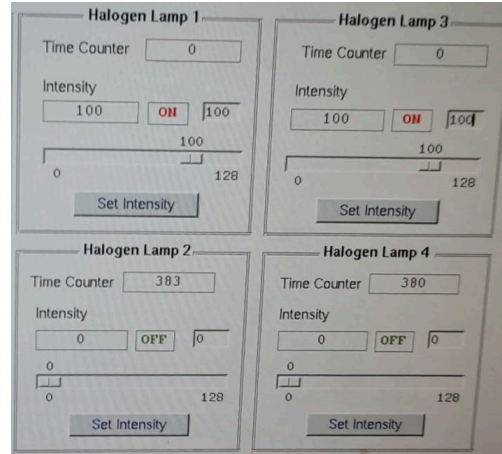 Halogen Lamp 1
Time Counter 0
Intensity
100 ON 100
100
0 128
Set Intensity
Halogen Lamp 3
Time Counter 0
Intensity
100 ON 100
100
0 128
Set Intensity
Halogen Lamp 2
Time Counter 383
Intensity
0 OFF 0
0
0 128
Set Intensity
Halogen Lamp 4
Time Counter 380
Intensity
0 OFF 0
0
0 128
Set Intensity